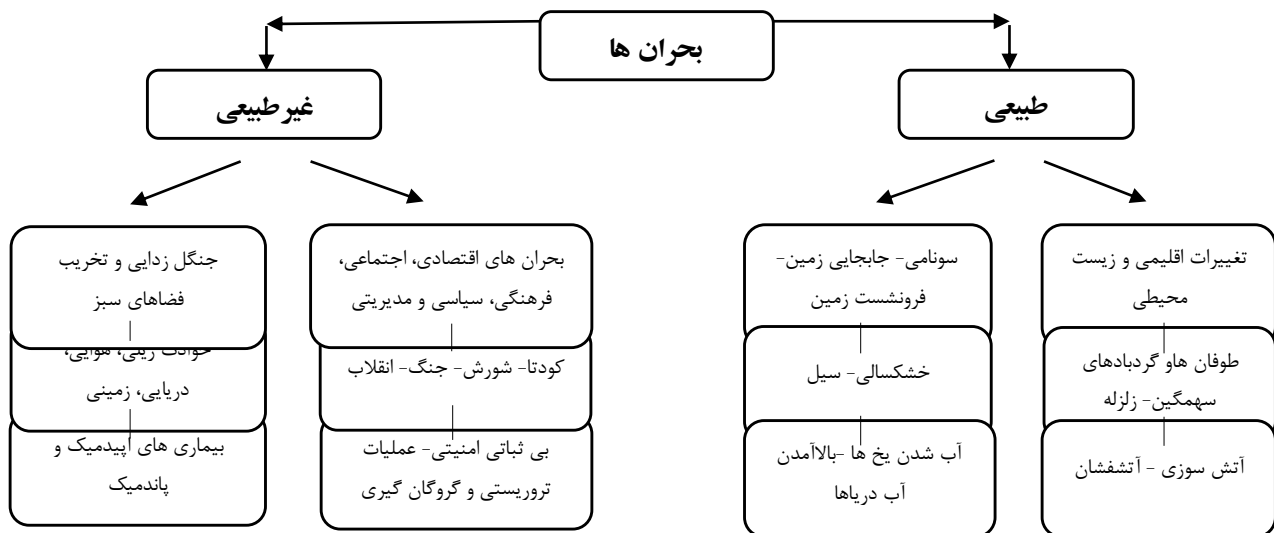 بحران ها
طبیعی
غیرطبیعی
تغییرات اقلیمی و زیست
محیطی
طوفان هاو گردبادهای
سهمگین- زلزله
آتش سوزی - آتشفشان
سونامی- جابجایی زمین-
فرونشست زمین
خشکسالی- سیل
آب شدن یخ ها -بالاآمدن
آب دریاها
بحران های اقتصادی، اجتماعی،
فرهنگی، سیاسی و مدیریتی
کودتا- شورش- جنگ- انقلاب
بی ثباتی امنیتی- عملیات
تروریستی و گروگان گیری
جنگل زدایی و تخریب
فضاهای سبز
حوادث ریلی، هوایی،
دریایی، زمینی
بیماری های اپیدمیک و
پاندمیک